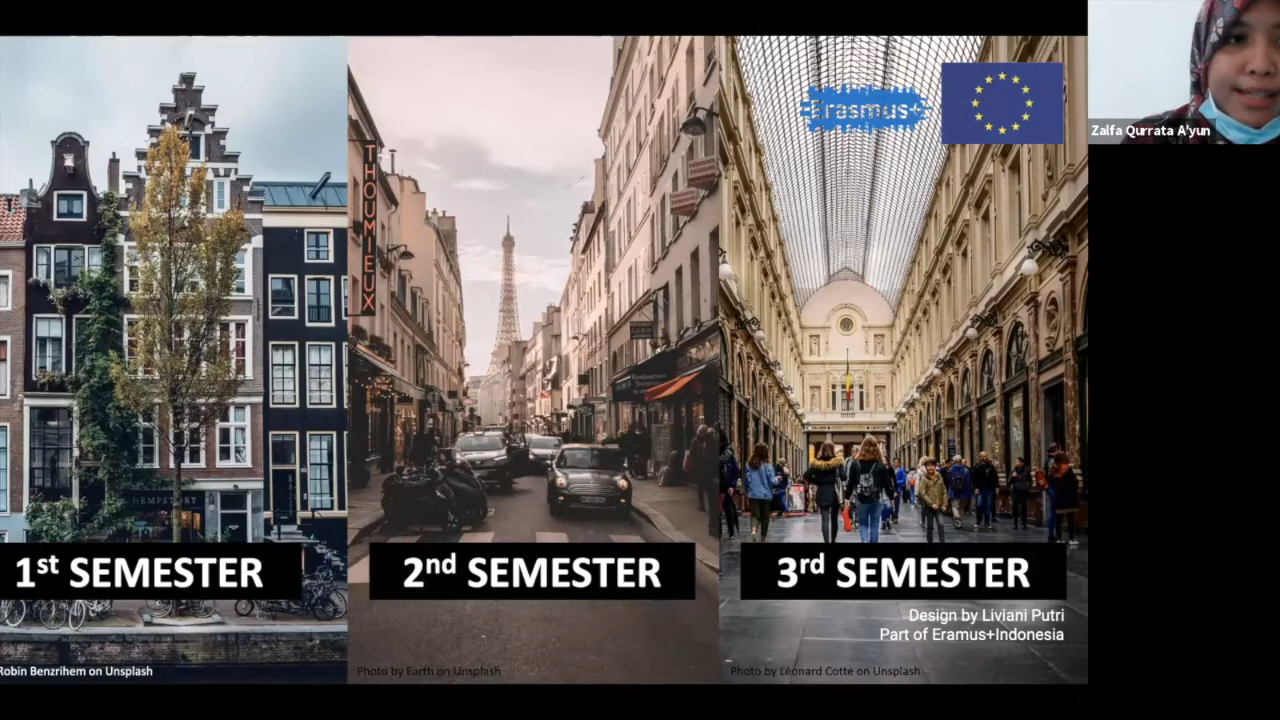 Erasmus+
Zalfa Qurrata A'yun
THOUMIEUX
HEMPSTORY
1st SEMESTER
2nd SEMESTER
3rd SEMESTER
Design by Liviani Putri
Part of Eramus+Indonesia
Robin Benzrihem on Unsplash
Photo by Earth on Unsplash
Photo by Léonard Cotte on Unsplash